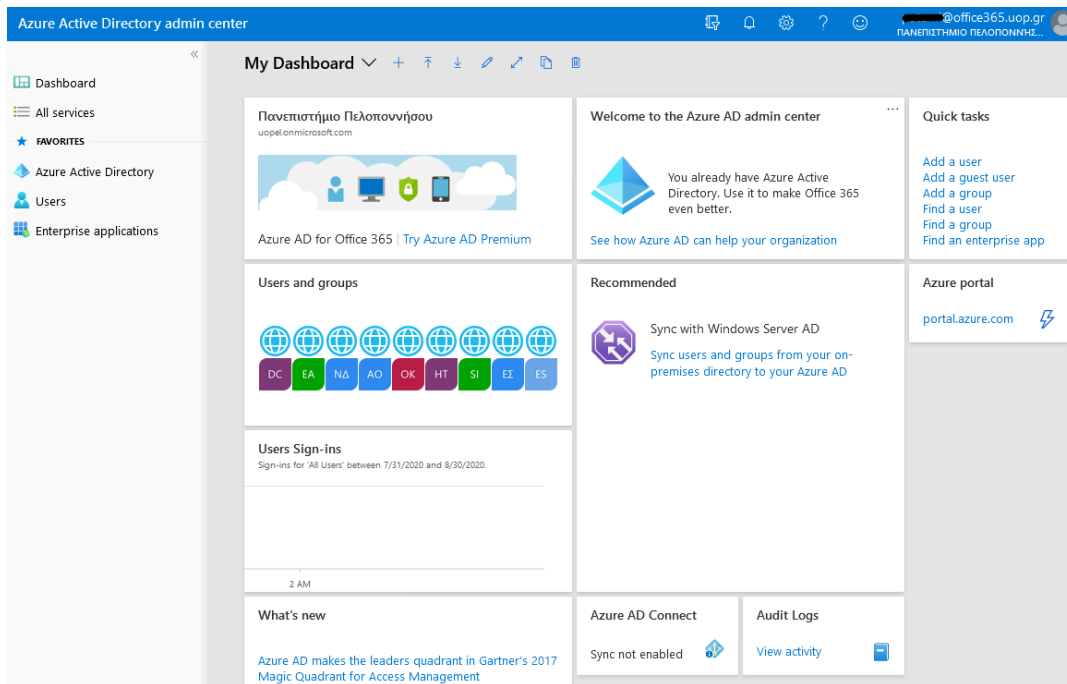 Azure Active Directory admin center
@office365.uop.gr
ΠΑΝΕΠΙΣΤΉΜΙΟ ΠΕΛΟΠΟΝΝΉΣ...
«
Dashboard
All services
FAVORITES
Azure Active Directory
Users
Enterprise applications
My Dashboard
Πανεπιστήμιο Πελοποννήσου
uopel.onmicrosoft.com
Azure AD for Office 365 | Try Azure AD Premium
Welcome to the Azure AD admin center
...
You already have Azure Active
Directory. Use it to make Office 365
even better.
See how Azure AD can help your organization
Quick tasks
Add a user
Add a guest user
Add a group
Find a user
Find a group
Find an enterprise app
Users and groups
DC EA ΝΔ AO OK HT SI ΕΣ ES
Recommended
Sync with Windows Server AD
Sync users and groups from your on-
premises directory to your Azure AD
Azure portal
portal.azure.com
Users Sign-ins
Sign-ins for 'All Users' between 7/31/2020 and 8/30/2020.
2 AM
What's new
Azure AD makes the leaders quadrant in Gartner's 2017
Magic Quadrant for Access Management
Azure AD Connect
Sync not enabled
Audit Logs
View activity